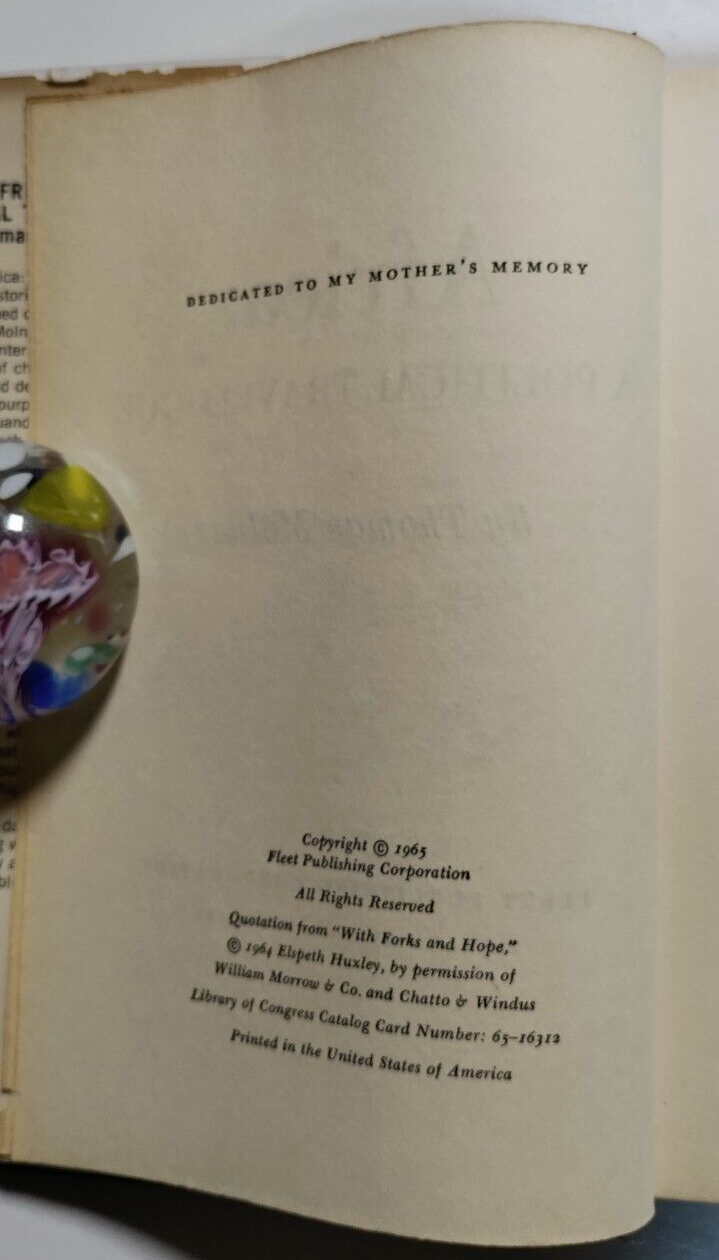 DEDICATED TO MY MOTHER'S MEMORY
Copyright © 1965
Fleet Publishing Corporation
All Rights Reserved
Quotation from "With Forks and Hope,"
© 1964 Elspeth Huxley, by permission of
William Morrow & Co. and Chatto & Windus
Library of Congress Catalog Card Number: 65–16312
Printed in the United States of America